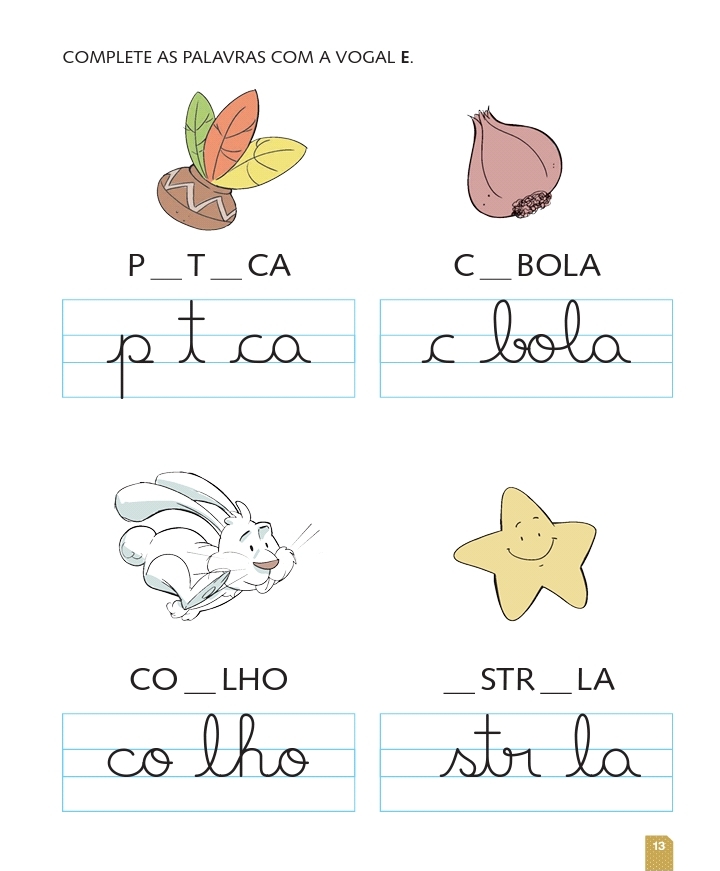 COMPLETE AS PALAVRAS COM A VOGAL E.
P __ T __ CA
C __ BOLA
p t ca
c bola
CO __ LHO
__ STR __ LA
co lho
str la
13